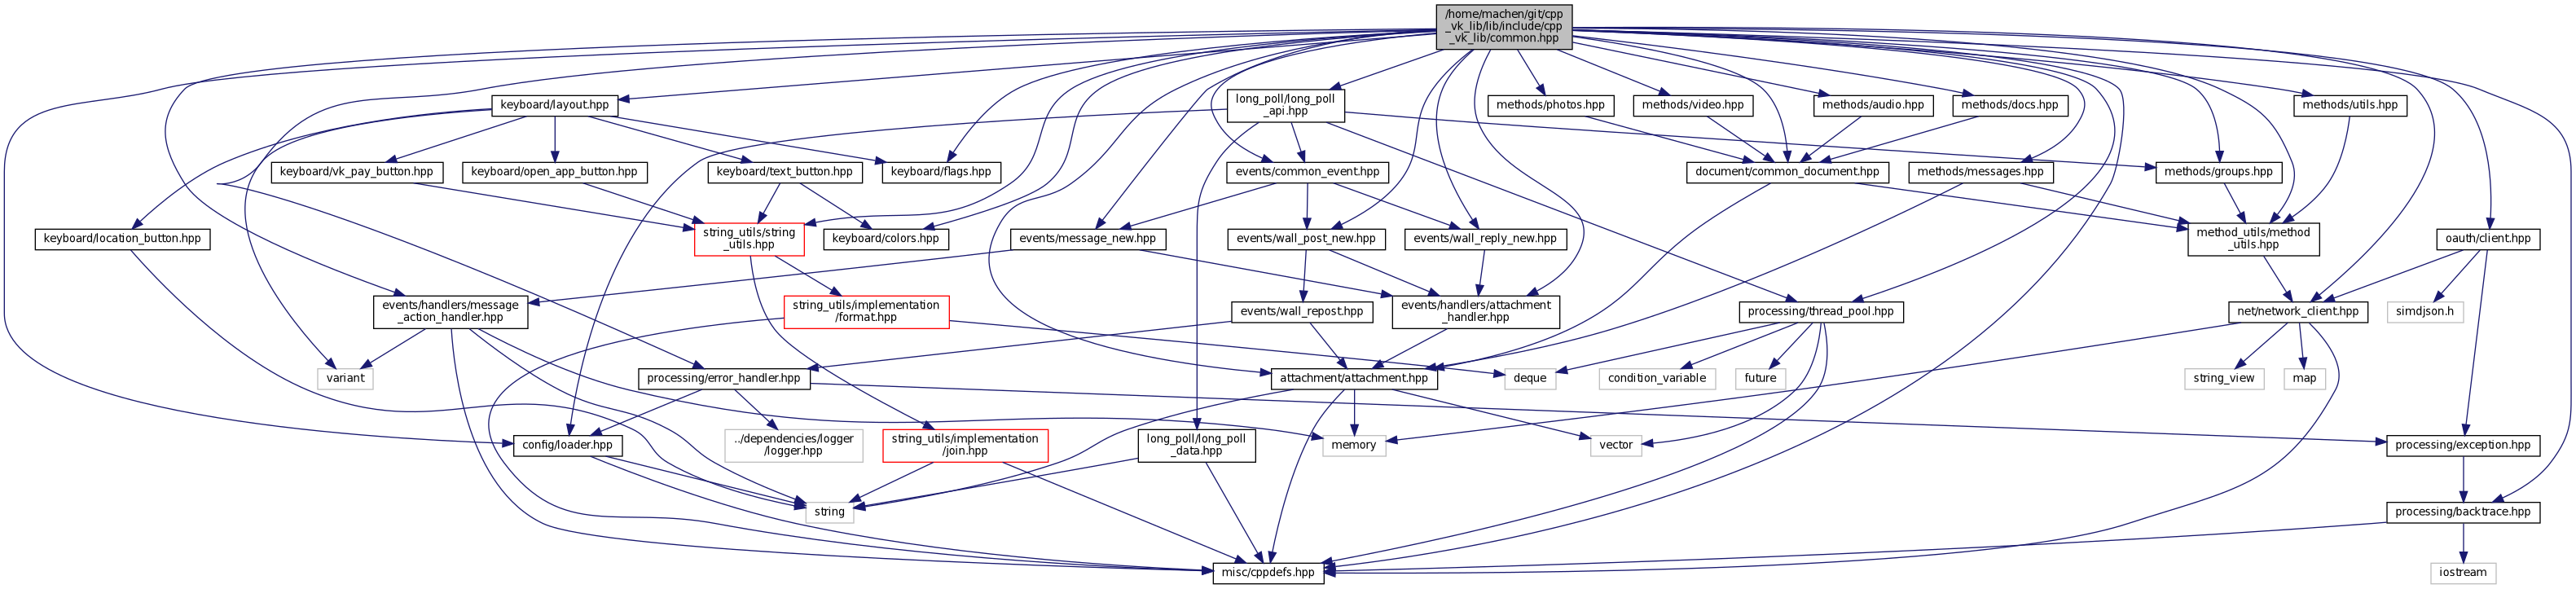 /home/machen/git/cpp
_vk_lib/lib/include/cpp
_vk_lib/common.hpp
keyboard/layout.hpp
long_poll/long_poll
_api.hpp
methods/photos.hpp
methods/video.hpp
methods/audio.hpp
methods/docs.hpp
methods/utils.hpp
keyboard/vk_pay_button.hpp
keyboard/open_app_button.hpp
keyboard/text_button.hpp
keyboard/flags.hpp
events/common_event.hpp
document/common_document.hpp
methods/messages.hpp
methods/groups.hpp
keyboard/location_button.hpp
string_utils/string
_utils.hpp
keyboard/colors.hpp
events/message_new.hpp
events/wall_post_new.hpp
events/wall_reply_new.hpp
method_utils/method
_utils.hpp
oauth/client.hpp
events/handlers/message
_action_handler.hpp
string_utils/implementation
/format.hpp
events/wall_repost.hpp
events/handlers/attachment
_handler.hpp
processing/thread_pool.hpp
net/network_client.hpp
simdjson.h
variant
processing/error_handler.hpp
attachment/attachment.hpp
deque
condition_variable
future
string_view
map
config/loader.hpp
../dependencies/logger
/logger.hpp
string_utils/implementation
/join.hpp
long_poll/long_poll
_data.hpp
memory
vector
processing/exception.hpp
string
processing/backtrace.hpp
misc/cppdefs.hpp
iostream